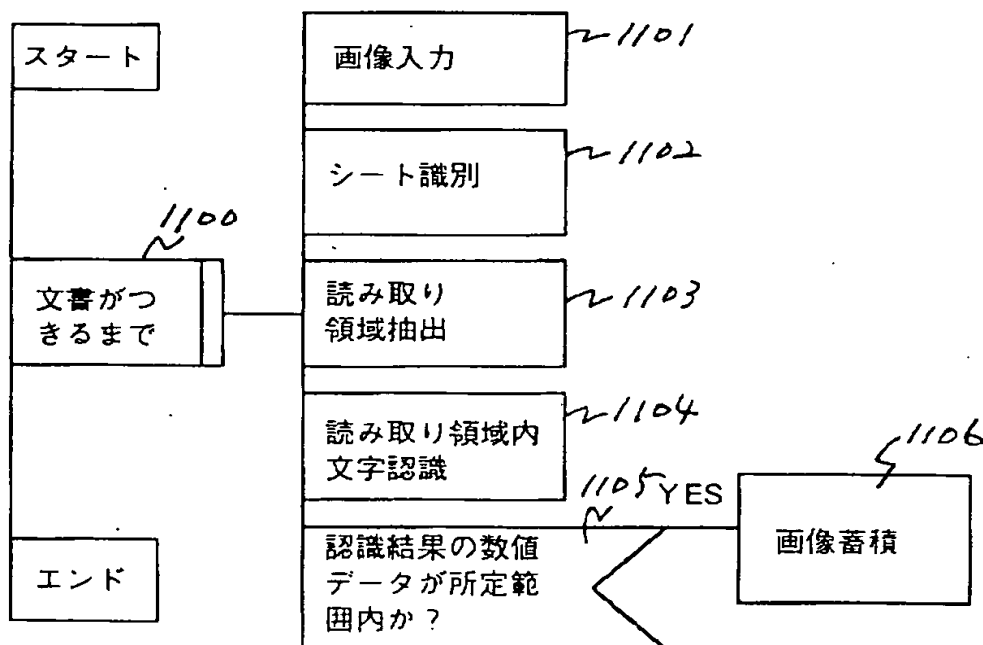 スタート
1100
文書がつ
きるまで
エンド
画像入力
1101
シート識別
1102
読み取り
領域抽出
1103
読み取り領域内
文字認識
1104
認識結果の数値
データが所定範
囲内か？
1105 YES
画像蓄積
1106